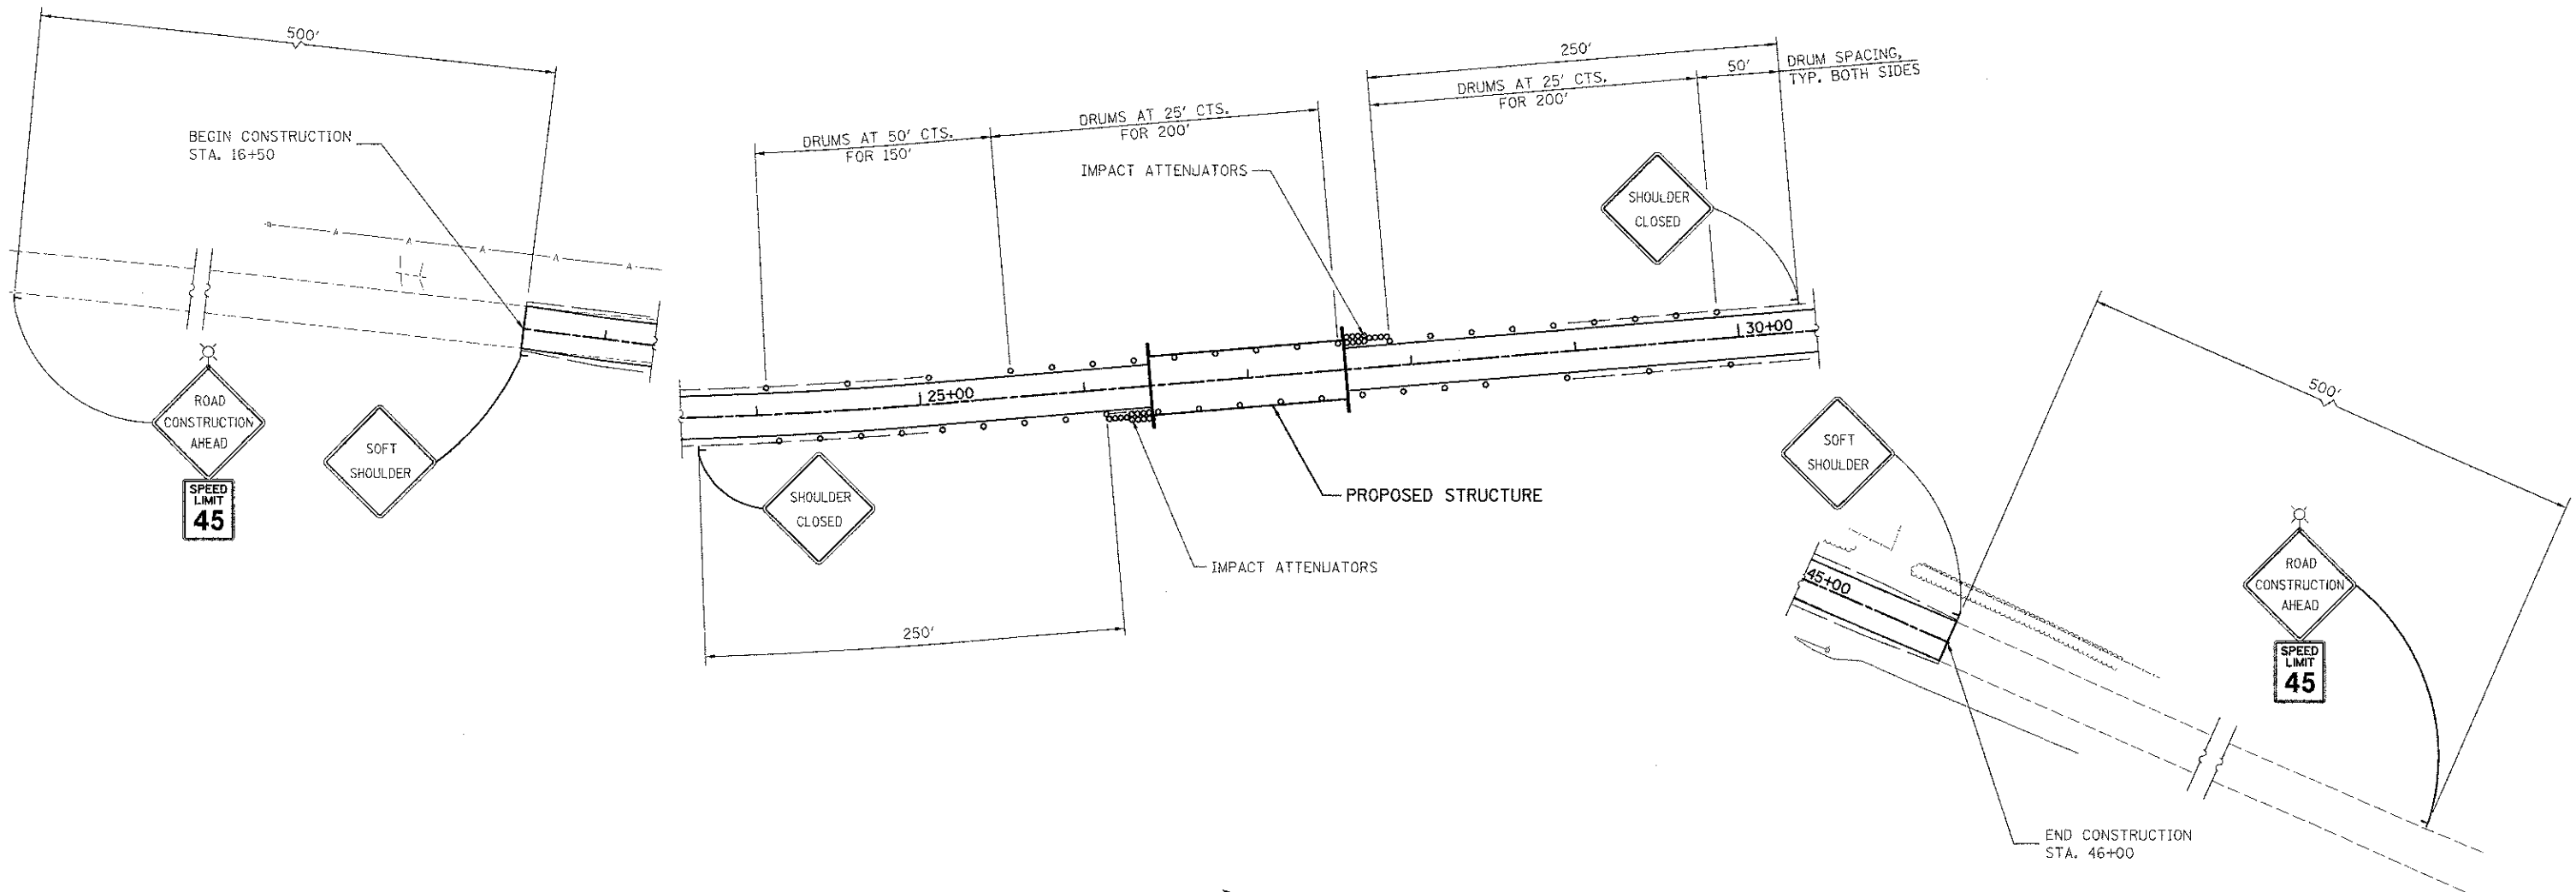 500'
BEGIN CONSTRUCTION
STA. 16+50
ROAD
CONSTRUCTION
AHEAD
SPEED
LIMIT
45
SOFT
SHOULDER
DRUMS AT 50' CTS.
FOR 150'
DRUMS AT 25' CTS.
FOR 200'
IMPACT ATTENUATORS
250'
DRUMS AT 25' CTS.
FOR 200'
50'
DRUM SPACING,
TYP. BOTH SIDES
SHOULDER
CLOSED
30+00
25+00
SHOULDER
CLOSED
PROPOSED STRUCTURE
IMPACT ATTENUATORS
250'
SOFT
SHOULDER
45+00
500'
ROAD
CONSTRUCTION
AHEAD
SPEED
LIMIT
45
END CONSTRUCTION
STA. 46+00
A
A
A
A
A